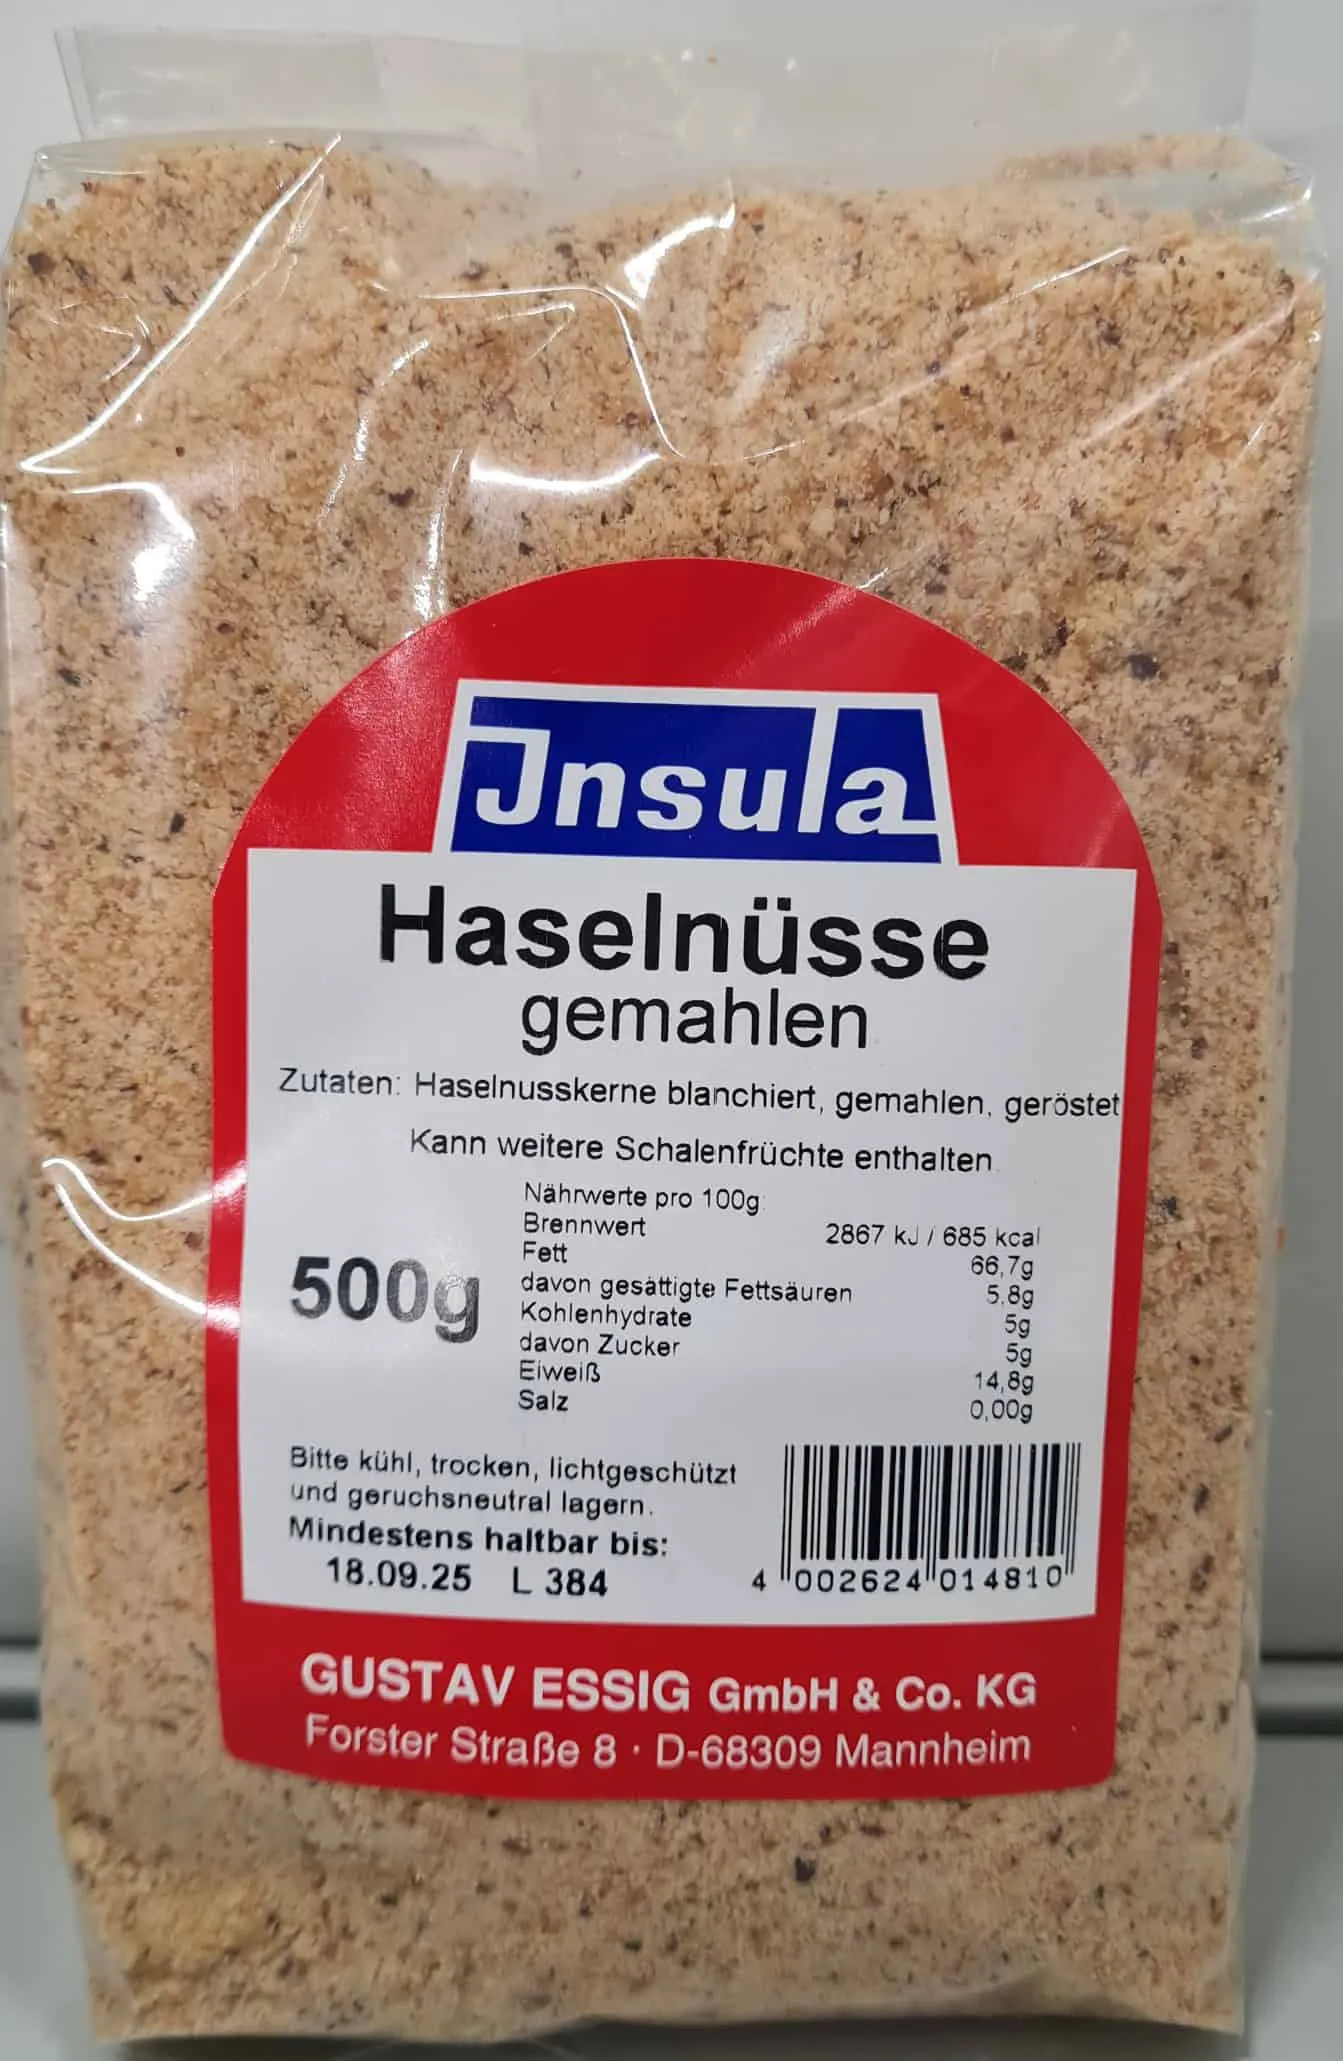 Insula
Haselnüsse
gemahlen
Zutaten: Haselnusskerne blanchiert, gemahlen, geröstet
Kann weitere Schalenfrüchte enthalten.
Nährwerte pro 100g:
Brennwert 2867 kJ / 685 kcal
Fett 66,7g
davon gesättigte Fettsäuren 5,8g
Kohlenhydrate 5g
davon Zucker 5g
Eiweiß 14,8g
Salz 0,00g
500g
Bitte kühl, trocken, lichtgeschützt
und geruchsneutral lagern.
Mindestens haltbar bis:
18.09.25 L 384
4 002624 014810
GUSTAV ESSIG GmbH & Co. KG
Forster Straße 8 · D-68309 Mannheim